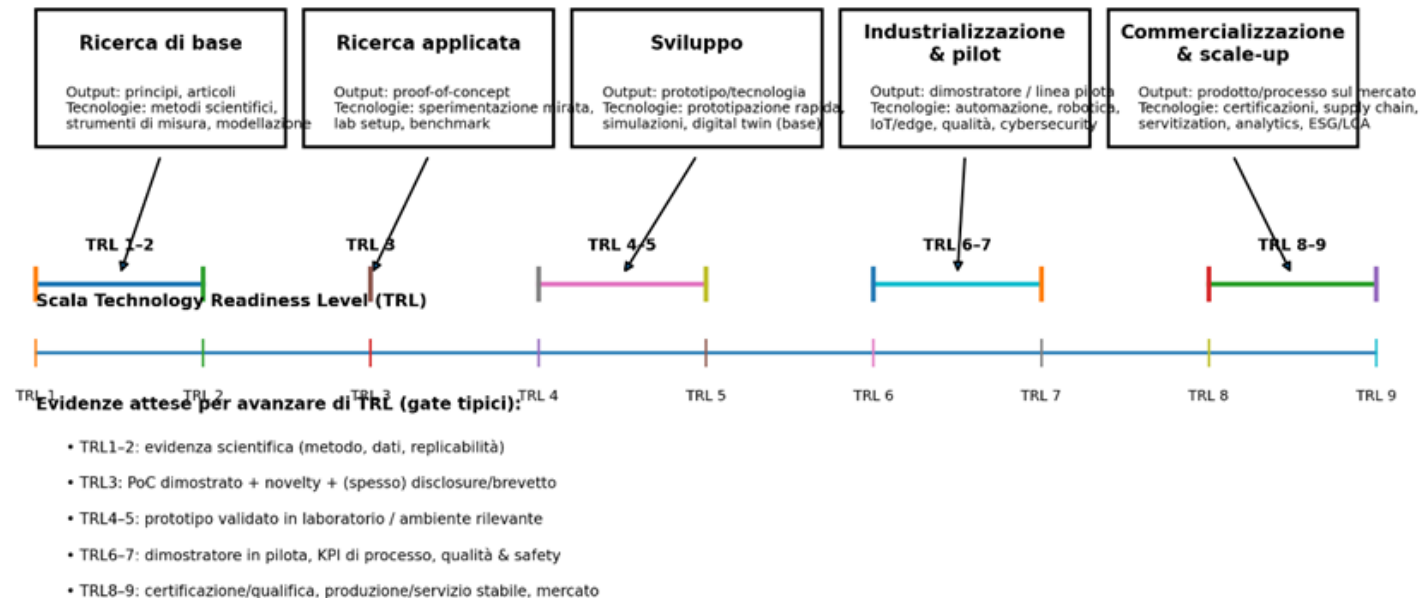 Ricerca di base
Output: principi, articoli
Tecnologie: metodi scientifici,
strumenti di misura, modellazione
Ricerca applicata
Output: proof-of-concept
Tecnologie: sperimentazione mirata,
lab setup, benchmark
Sviluppo
Output: prototipo/tecnologia
Tecnologie: prototipazione rapida,
simulazioni, digital twin (base)
Industrializzazione
& pilot
Output: dimostratore / linea pilota
Tecnologie: automazione, robotica,
IoT/edge, qualità, cybersecurity
Commercializzazione
& scale-up
Output: prodotto/processo sul mercato
Tecnologie: certificazioni, supply chain,
servitization, analytics, ESG/LCA
TRL 1–2
TRL 3
TRL 4–5
TRL 6–7
TRL 8–9
Scala Technology Readiness Level (TRL)
TRL 1
TRL 2
TRL 3
TRL 4
TRL 5
TRL 6
TRL 7
TRL 8
TRL 9
Evidenze attese per avanzare di TRL (gate tipici):
• TRL1–2: evidenza scientifica (metodo, dati, replicabilità)
• TRL3: PoC dimostrato + novelty + (spesso) disclosure/brevetto
• TRL4–5: prototipo validato in laboratorio / ambiente rilevante
• TRL6–7: dimostratore in pilota, KPI di processo, qualità & safety
• TRL8–9: certificazione/qualifica, produzione/servizio stabile, mercato